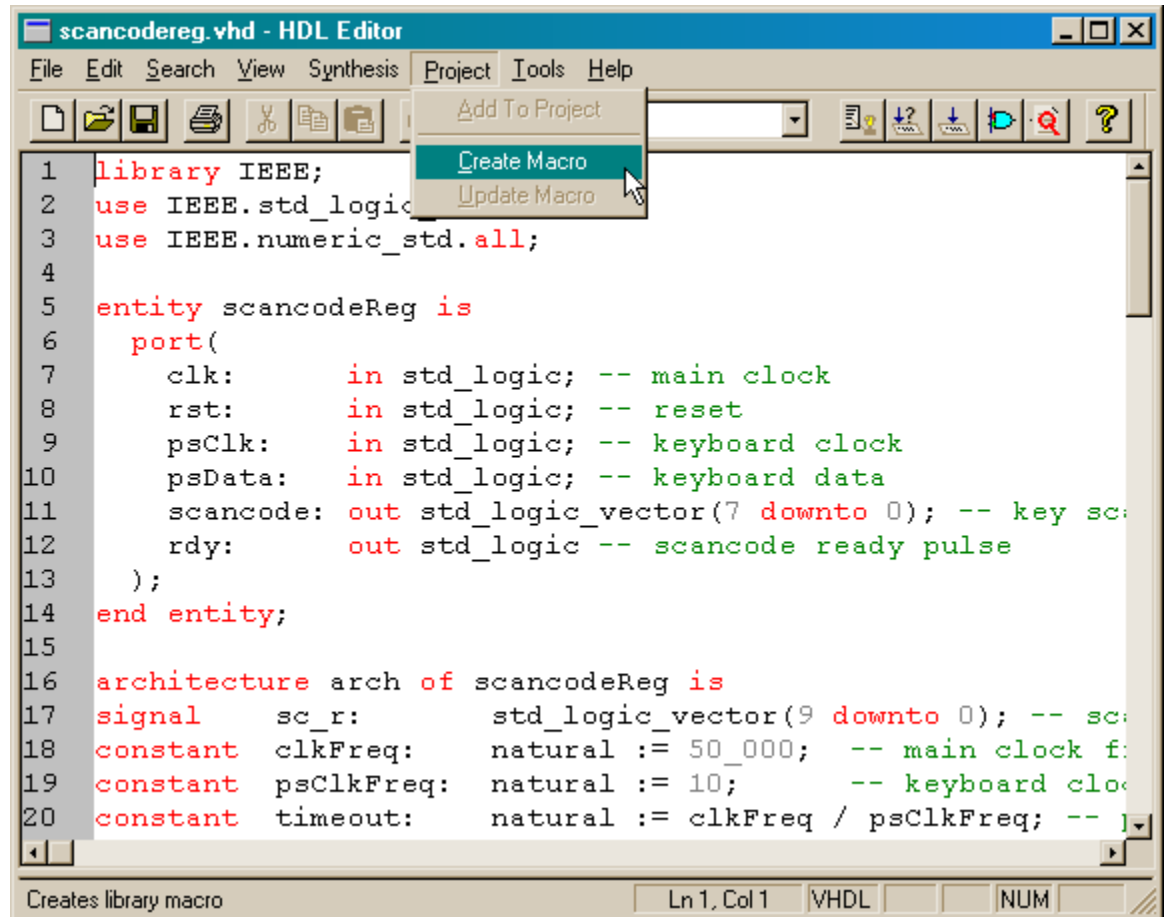 scancodereg.vhd - HDL Editor
File Edit Search View Synthesis Project Tools Help
Add To Project
Create Macro
Update Macro
1 library IEEE;
2 use IEEE.std_logic_
3 use IEEE.numeric_std.all;
4
5 entity scancodeReg is
6 port(
7 clk: in std_logic; -- main clock
8 rst: in std_logic; -- reset
9 psClk: in std_logic; -- keyboard clock
10 psData: in std_logic; -- keyboard data
11 scancode: out std_logic_vector(7 downto 0); -- key
12 rdy: out std_logic -- scancode ready pulse
13 );
14 end entity;
15
16 architecture arch of scancodeReg is
17 signal sc_r: std_logic_vector(9 downto 0); --
18 constant clkFreq: natural := 50_000; -- main clock
19 constant psClkFreq: natural := 10; -- keyboard
20 constant timeout: natural := clkFreq / psClkFreq; --
Creates library macro Ln 1, Col 1 VHDL NUM